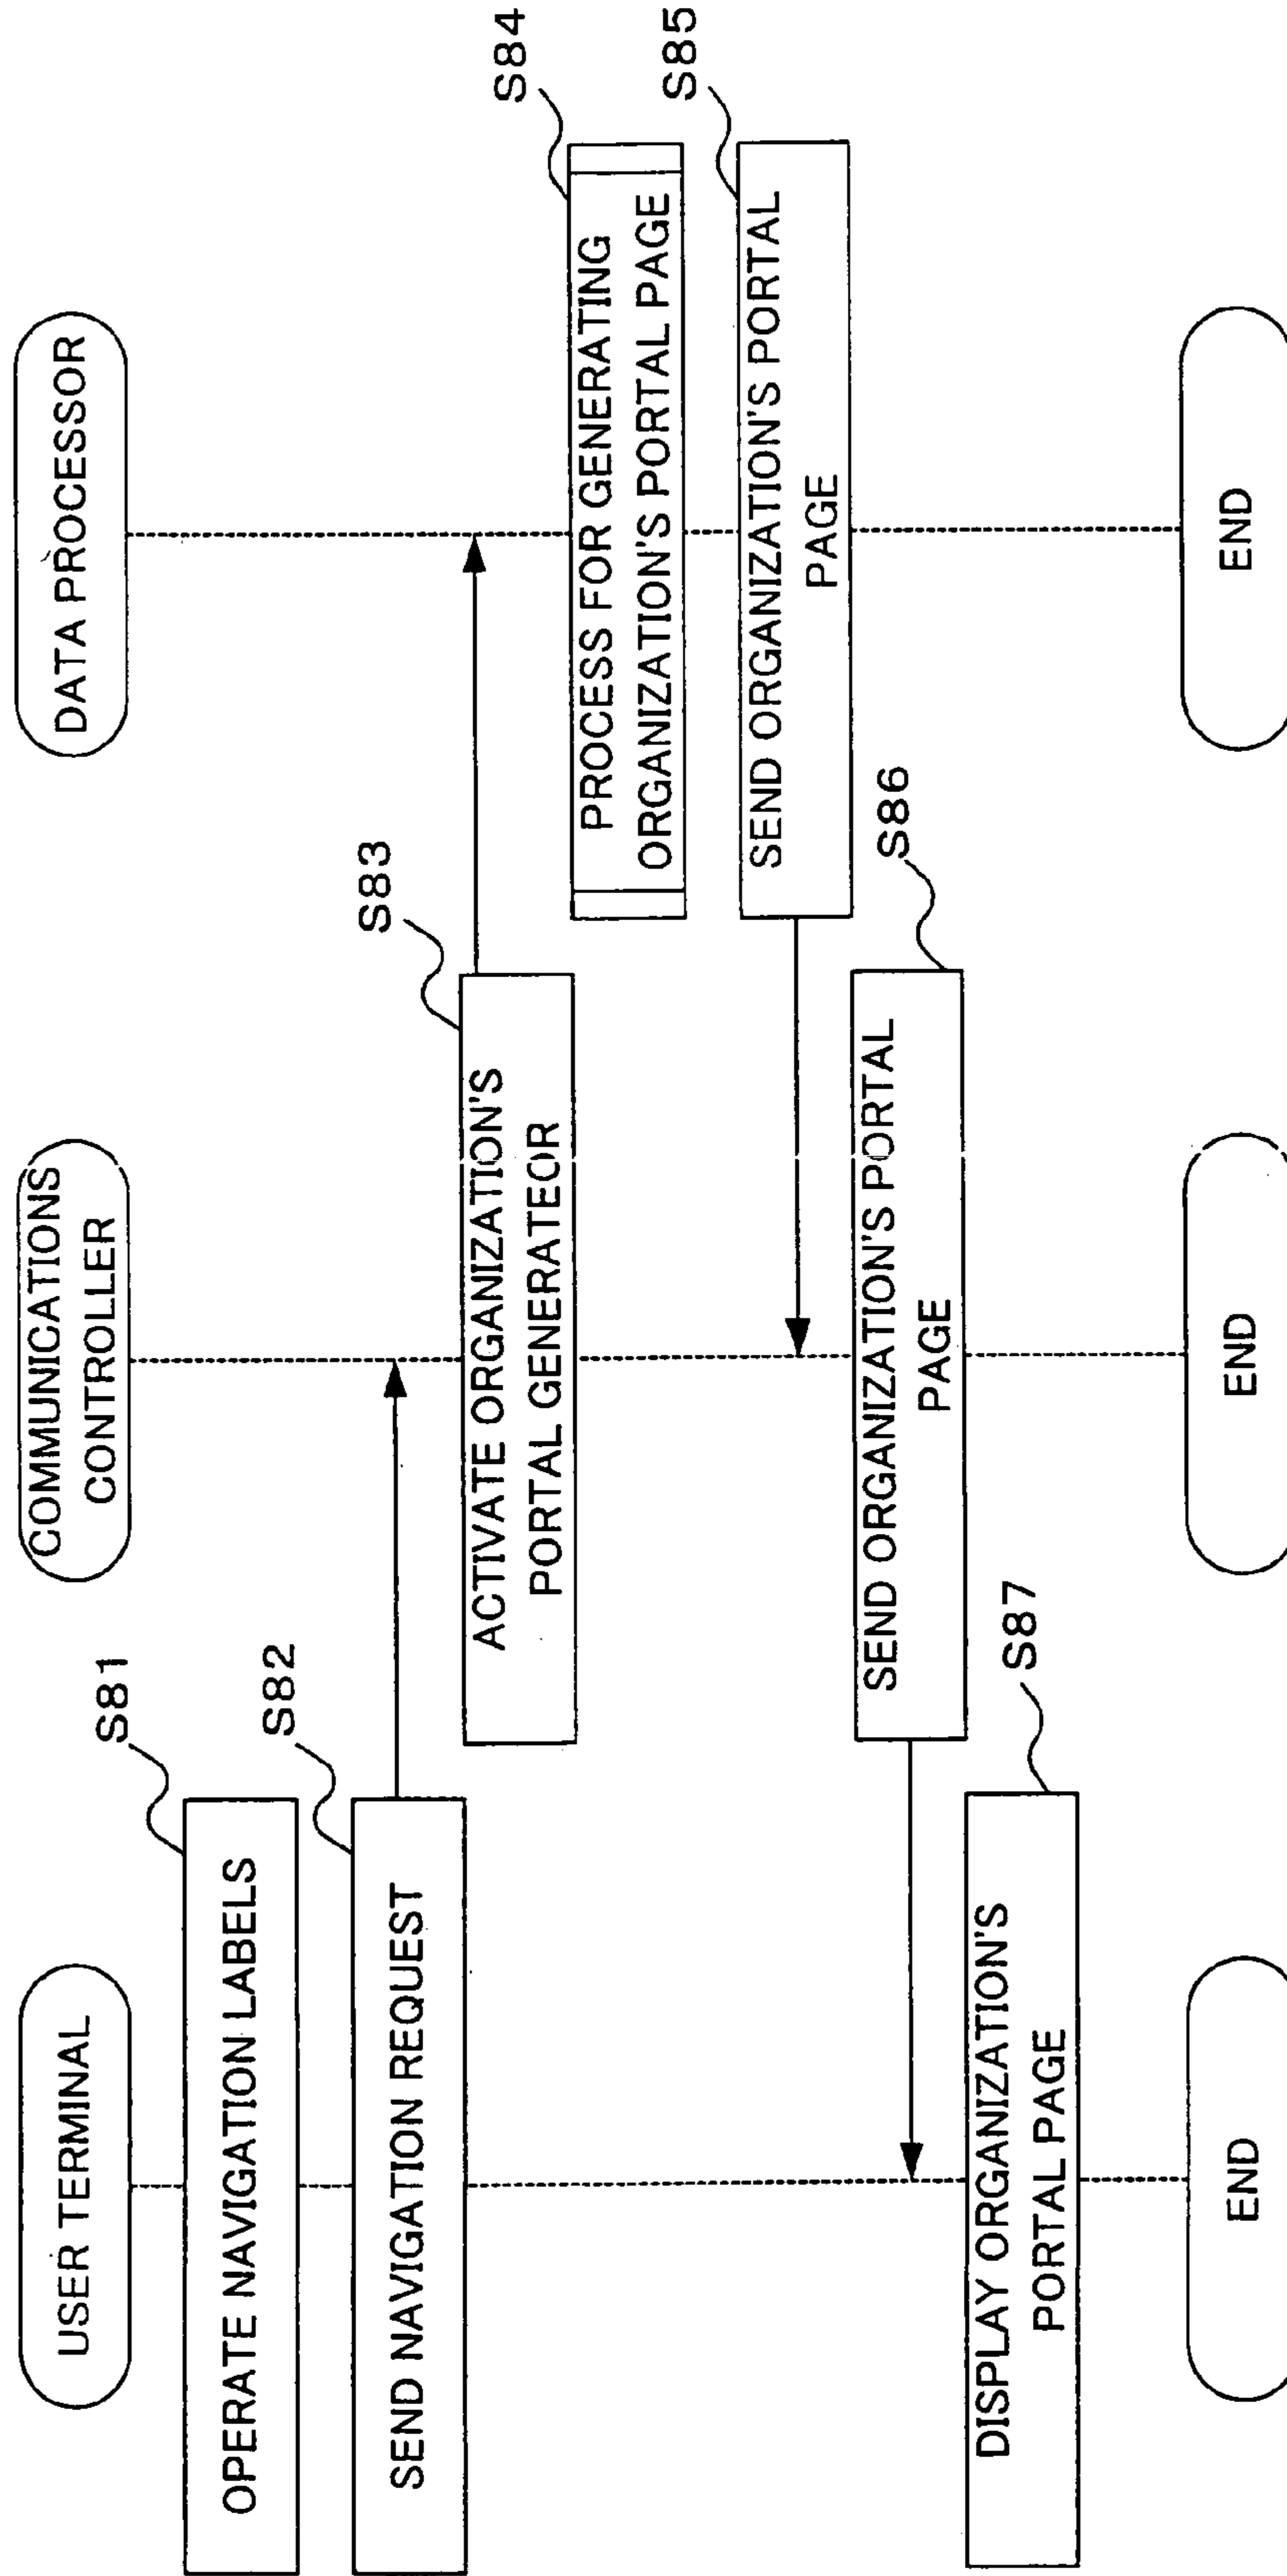 USER TERMINAL
COMMUNICATIONS
CONTROLLER
DATA PROCESSOR
S81
OPERATE NAVIGATION LABELS
S82
SEND NAVIGATION REQUEST
S83
ACTIVATE ORGANIZATION'S
PORTAL GENERATEOR
S84
PROCESS FOR GENERATING
ORGANIZATION'S PORTAL PAGE
S85
SEND ORGANIZATION'S PORTAL
PAGE
S86
SEND ORGANIZATION'S PORTAL
PAGE
S87
DISPLAY ORGANIZATION'S
PORTAL PAGE
END
END
END